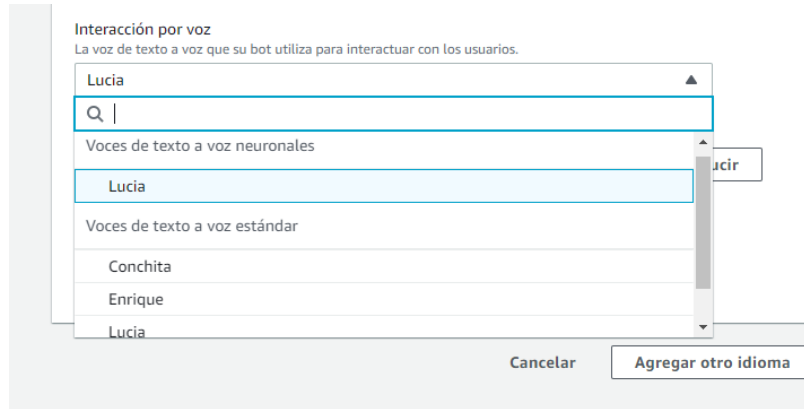 Interacción por voz
La voz de texto a voz que su bot utiliza para interactuar con los usuarios.
Lucia
Voces de texto a voz neuronales
ucir
Lucia
Voces de texto a voz estándar
Conchita
Enrique
Lucia
Cancelar
Agregar otro idioma